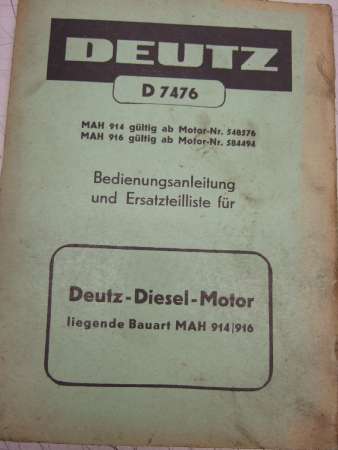 DEUTZ
D 7476
MAH 914 gültig ab Motor-Nr. 548576
MAH 916 gültig ab Motor-Nr. 584494
Bedienungsanleitung
und Ersatzteilliste für
Deutz-Diesel-Motor
liegende Bauart MAH 914/916